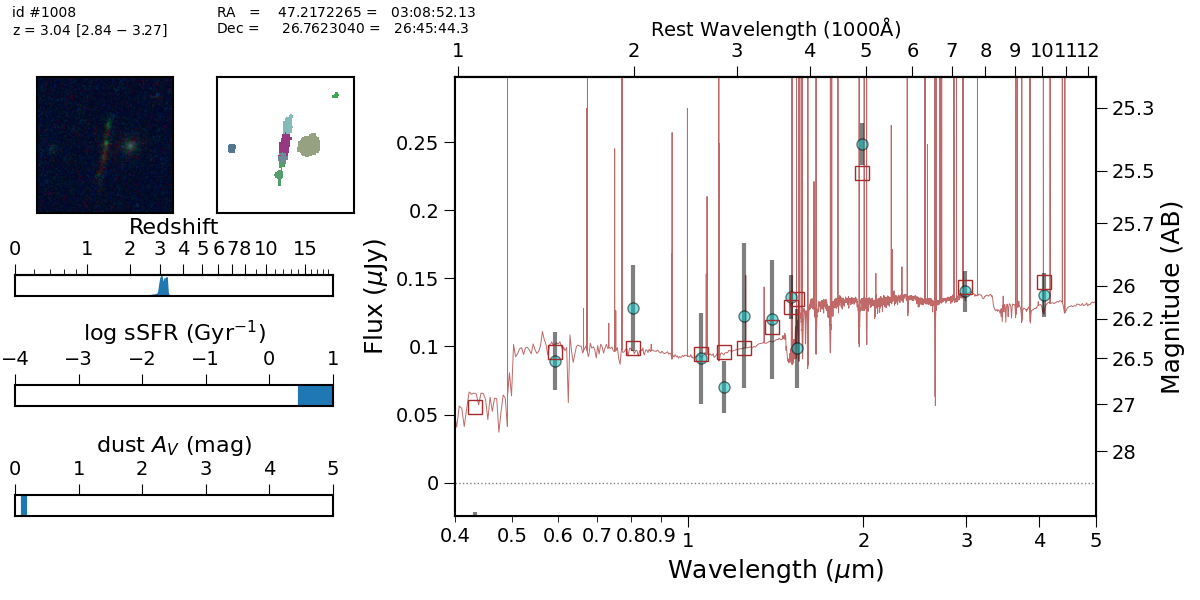 id #1008
z = 3.04 [2.84 − 3.27]
RA = 47.2172265 = 03:08:52.13
Dec = 26.7623040 = 26:45:44.3
Redshift
0 1 2 3 4 5 6 7 8 10 15
log sSFR (Gyr⁻¹)
−4 −3 −2 −1 0 1
dust A_V (mag)
0 1 2 3 4 5
Rest Wavelength (1000Å)
1 2 3 4 5 6 7 8 9 10 11 12
Flux (μJy)
0.25
0.2
0.15
0.1
0.05
0
25.3
25.5
25.7
26
26.2
26.5
27
28
Magnitude (AB)
0.4 0.5 0.6 0.7 0.8 0.9 1 2 3 4 5
Wavelength (μm)